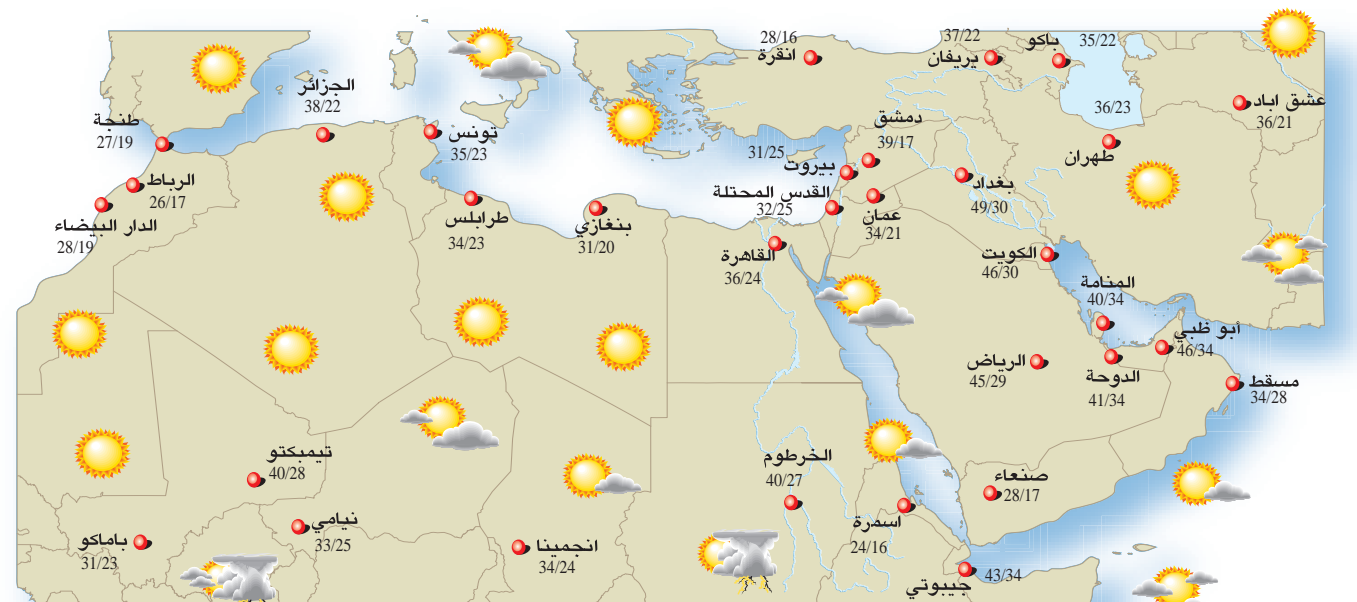 28/16
انقرة
37/22
يريفان
باكو
35/22
عشق اباد
36/21
36/23
طهران
الجزائر
38/22
طنجة
27/19
تونس
35/23
دمشق
39/17
31/25
بيروت
بغداد
49/30
الرباط
26/17
الدار البيضاء
28/19
طرابلس
34/23
بنغازي
31/20
القدس المحتلة
32/25
عمان
34/21
القاهرة
36/24
الكويت
46/30
المنامة
40/34
أبو ظبي
46/34
الرياض
45/29
الدوحة
41/34
مسقط
34/28
تيمبكتو
40/28
الخرطوم
40/27
صنعاء
28/17
اسمرة
24/16
نيامي
33/25
باماكو
31/23
انجمينا
34/24
43/34
جيبوتي